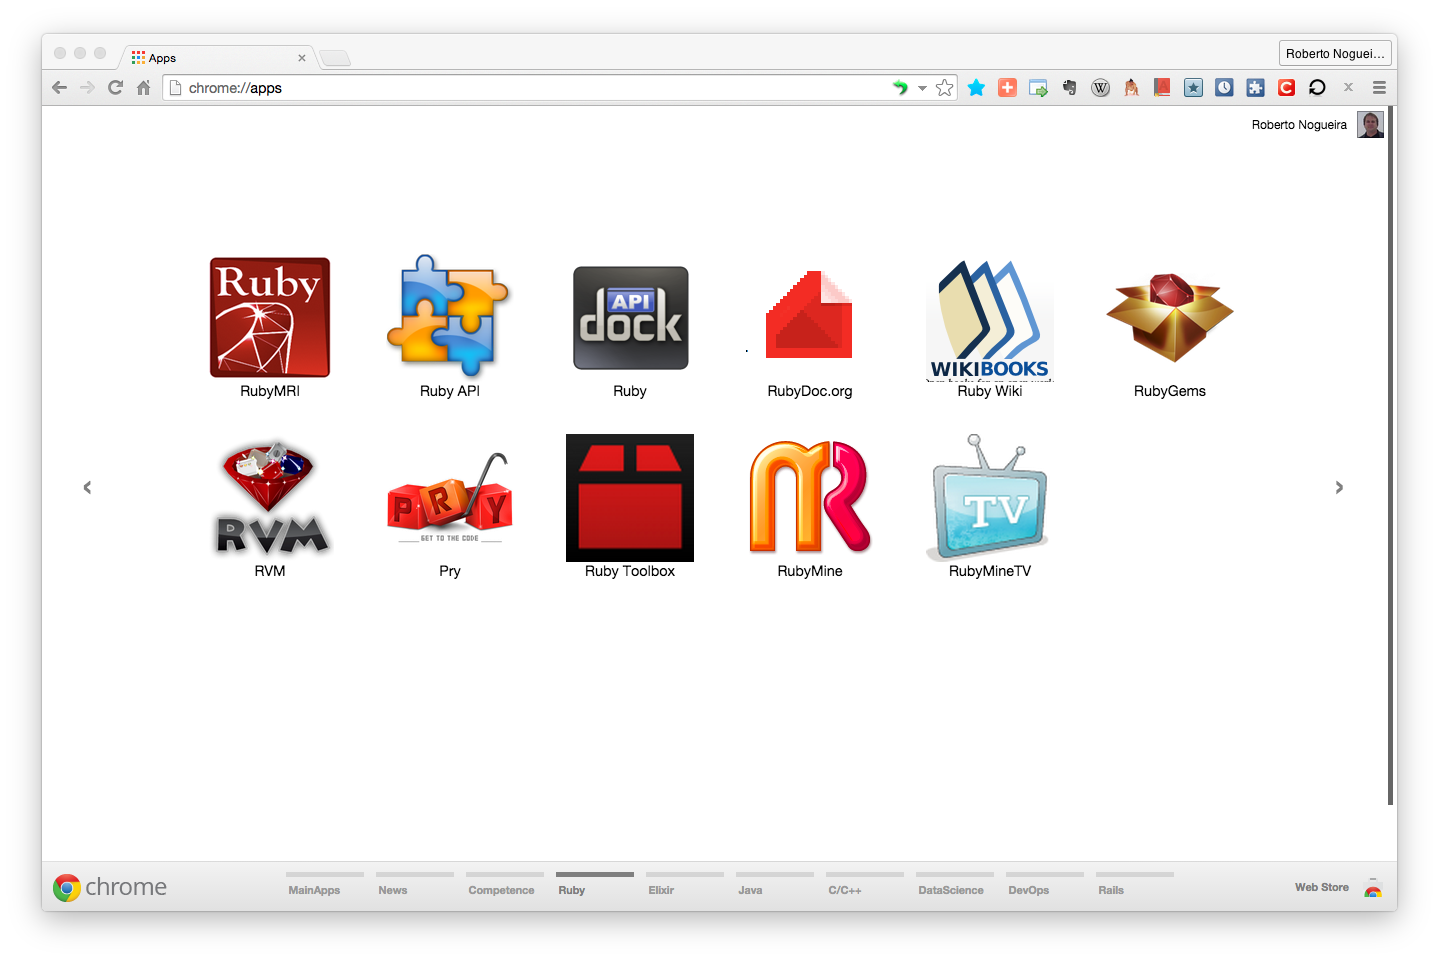 Apps
Roberto Noguei...
chrome://apps
Roberto Nogueira
Ruby
API
dock
WIKIBOOKS
RubyMRI
Ruby API
Ruby
RubyDoc.org
Ruby Wiki
RubyGems
RVM
PRY
GET TO THE CODE
TV
RVM
Pry
Ruby Toolbox
RubyMine
RubyMineTV
chrome
MainApps
News
Competence
Ruby
Elixir
Java
C/C++
DataScience
DevOps
Rails
Web Store